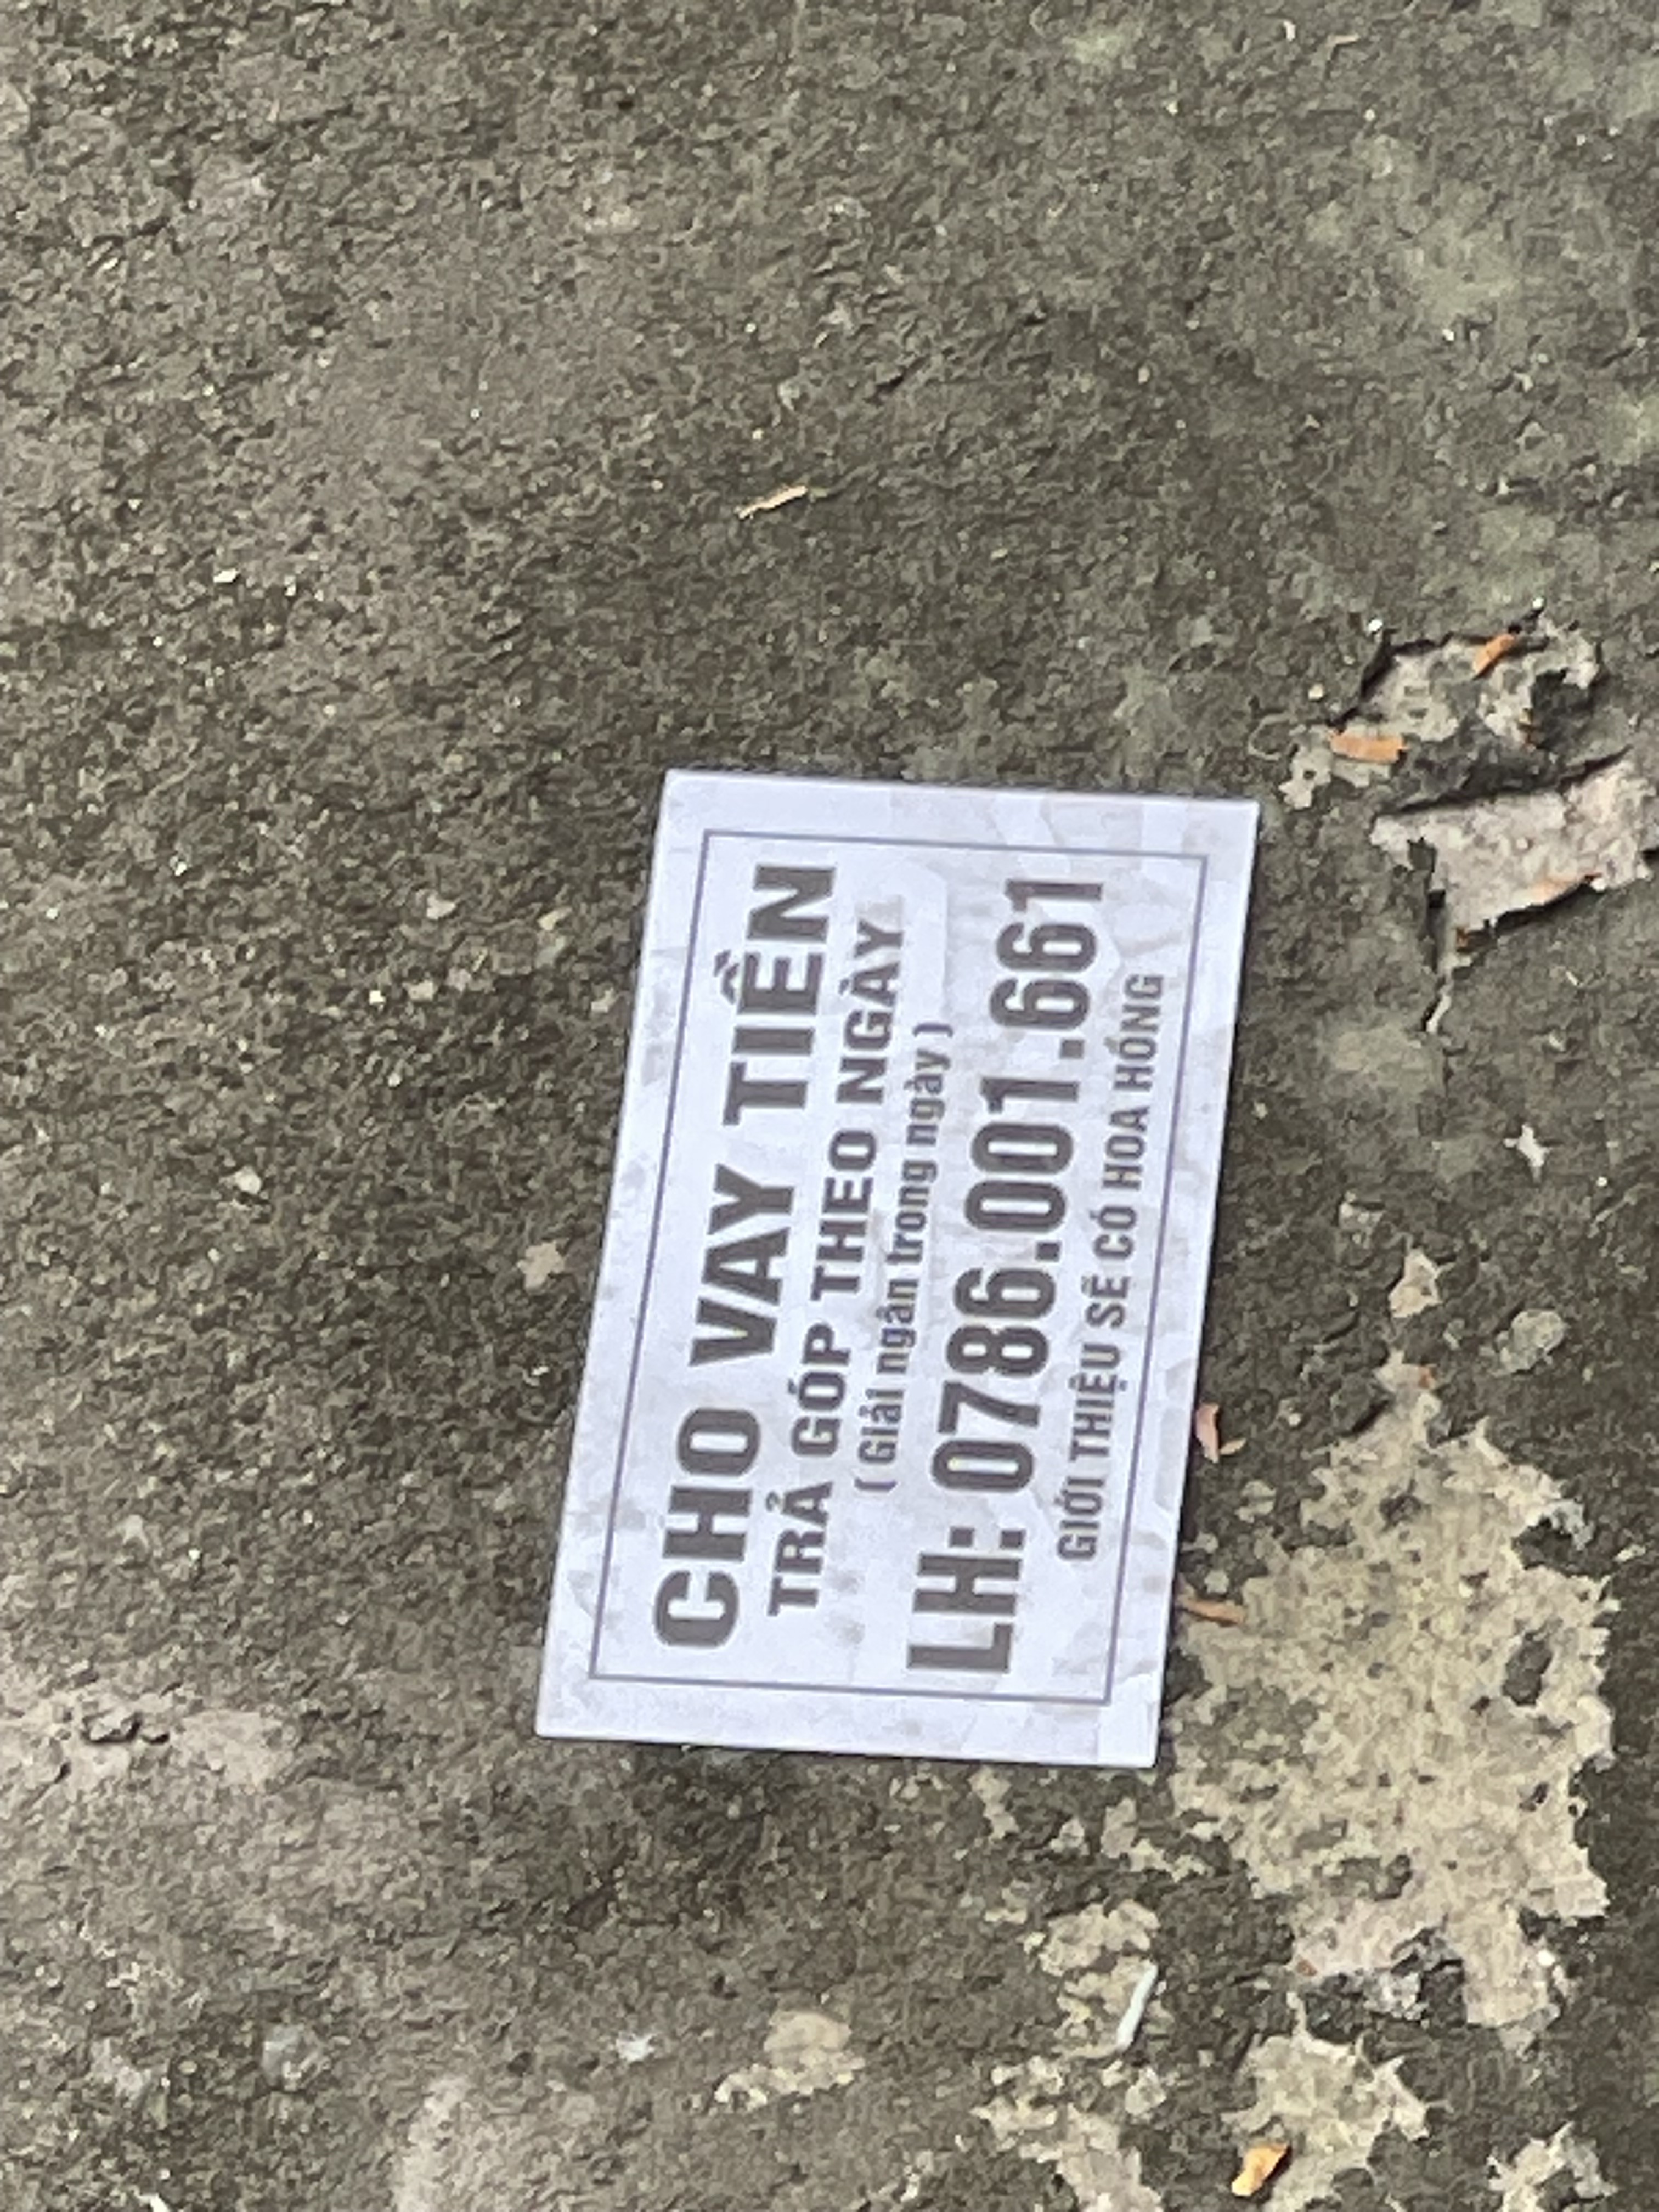 CHO VAY TIỀN
TRẢ GÓP THEO NGÀY
( Giải ngân trong ngày )
LH: 0786.001.661
GIỚI THIỆU SẼ CÓ HOA HỒNG